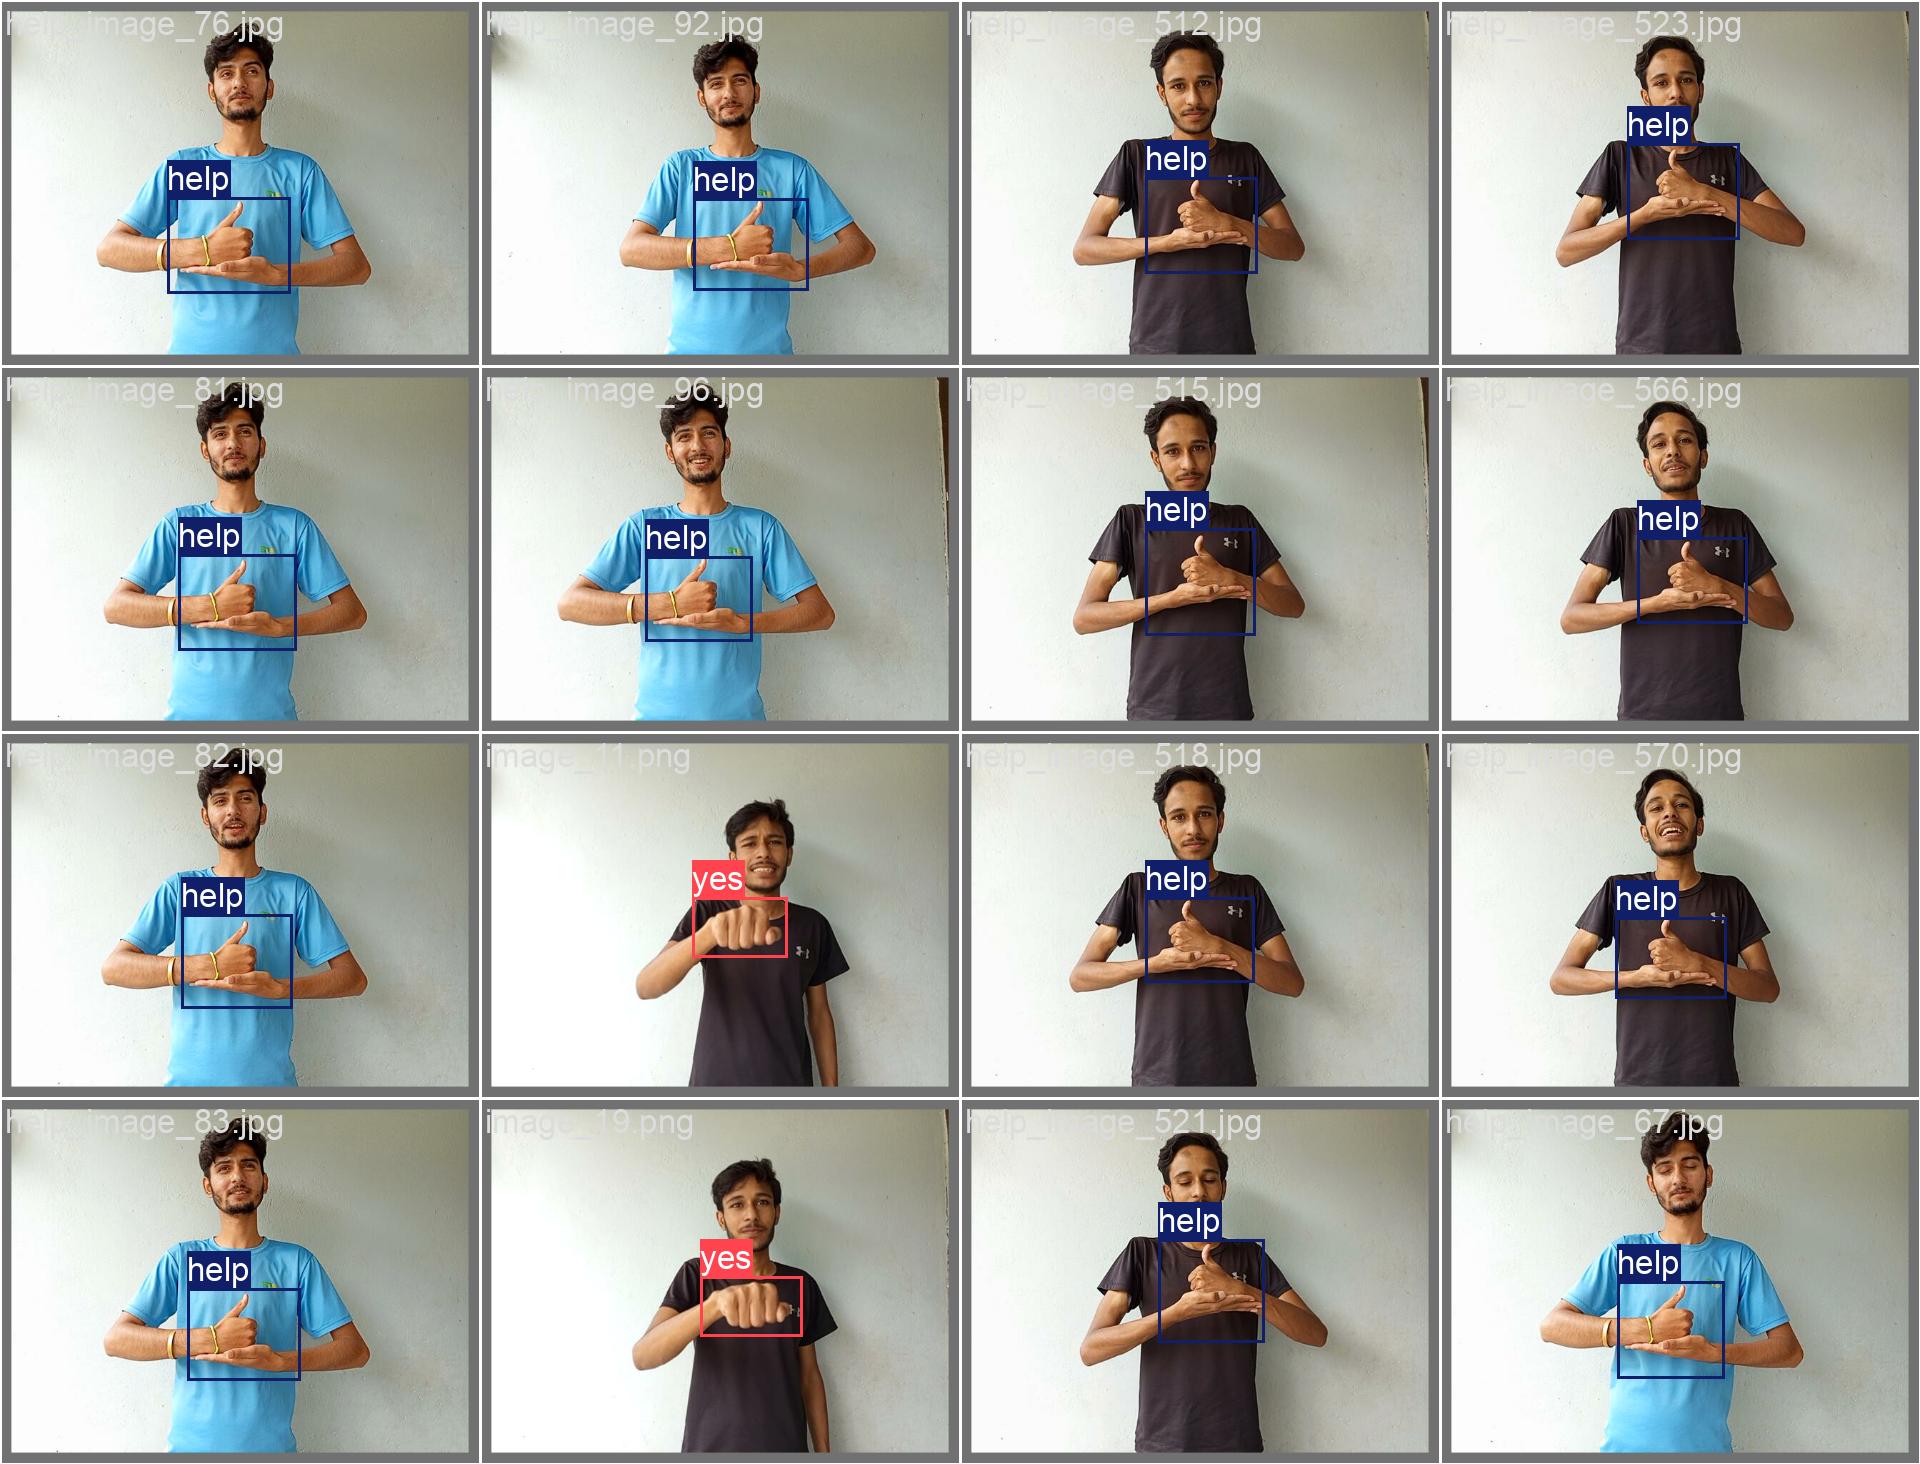 help_image_76.jpg
help
help_image_92.jpg
help
help_image_512.jpg
help
help_image_523.jpg
help
help_image_81.jpg
help
help_image_96.jpg
help
help_image_515.jpg
help
help_image_566.jpg
help
help_image_82.jpg
help
image_11.png
yes
help_image_518.jpg
help
help_image_570.jpg
help
help_image_83.jpg
help
image_19.png
yes
help_image_521.jpg
help
help_image_67.jpg
help